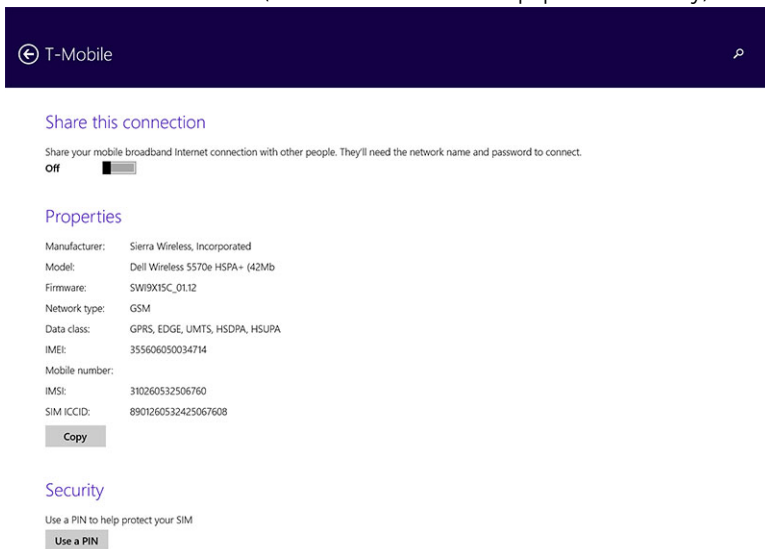 T-Mobile
Share this connection
Share your mobile broadband Internet connection with other people. They'll need the network name and password to connect.
Off
Properties
Manufacturer: Sierra Wireless, Incorporated
Model: Dell Wireless 5570e HSPA+ (42Mb
Firmware: SWI9X15C_01.12
Network type: GSM
Data class: GPRS, EDGE, UMTS, HSDPA, HSUPA
IMEI: 355606050034714
Mobile number:
IMSI: 310260532506760
SIM ICCID: 8901260532425067608
Copy
Security
Use a PIN to help protect your SIM
Use a PIN